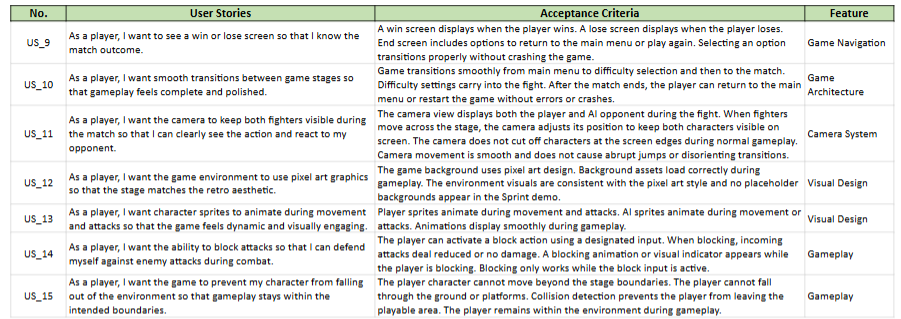 No. User Stories Acceptance Criteria Feature
US_9
As a player, I want to see a win or lose screen so that I know the
match outcome.
A win screen displays when the player wins. A lose screen displays when the player loses.
End screen includes options to return to the main menu or play again. Selecting an option
transitions properly without crashing the game.
Game Navigation
US_10
As a player, I want smooth transitions between game stages so
that gameplay feels complete and polished.
Game transitions smoothly from main menu to difficulty selection and then to the match.
Difficulty settings carry into the fight. After the match ends, the player can return to the main
menu or restart the game without errors or crashes.
Game
Architecture
US_11
As a player, I want the camera to keep both fighters visible during
the match so that I can clearly see the action and react to my
opponent.
The camera view displays both the player and AI opponent during the fight. When fighters
move across the stage, the camera adjusts its position to keep both characters visible on
screen. The camera does not cut off characters at the screen edges during normal gameplay.
Camera movement is smooth and does not cause abrupt jumps or disorienting transitions.
Camera System
US_12
As a player, I want the game environment to use pixel art graphics
so that the stage matches the retro aesthetic.
The game background uses pixel art design. Background assets load correctly during
gameplay. The environment visuals are consistent with the pixel art style and no placeholder
backgrounds appear in the Sprint demo.
Visual Design
US_13
As a player, I want character sprites to animate during movement
and attacks so that the game feels dynamic and visually engaging.
Player sprites animate during movement and attacks. AI sprites animate during movement or
attacks. Animations display smoothly during gameplay.
Visual Design
US_14
As a player, I want the ability to block attacks so that I can defend
myself against enemy attacks during combat.
The player can activate a block action using a designated input. When blocking, incoming
attacks deal reduced or no damage. A blocking animation or visual indicator appears while
the player is blocking. Blocking only works while the block input is active.
Gameplay
US_15
As a player, I want the game to prevent my character from falling
out of the environment so that gameplay stays within the
intended boundaries.
The player character cannot move beyond the stage boundaries. The player cannot fall
through the ground or platforms. Collision detection prevents the player from leaving the
playable area. The player remains within the environment during gameplay.
Gameplay